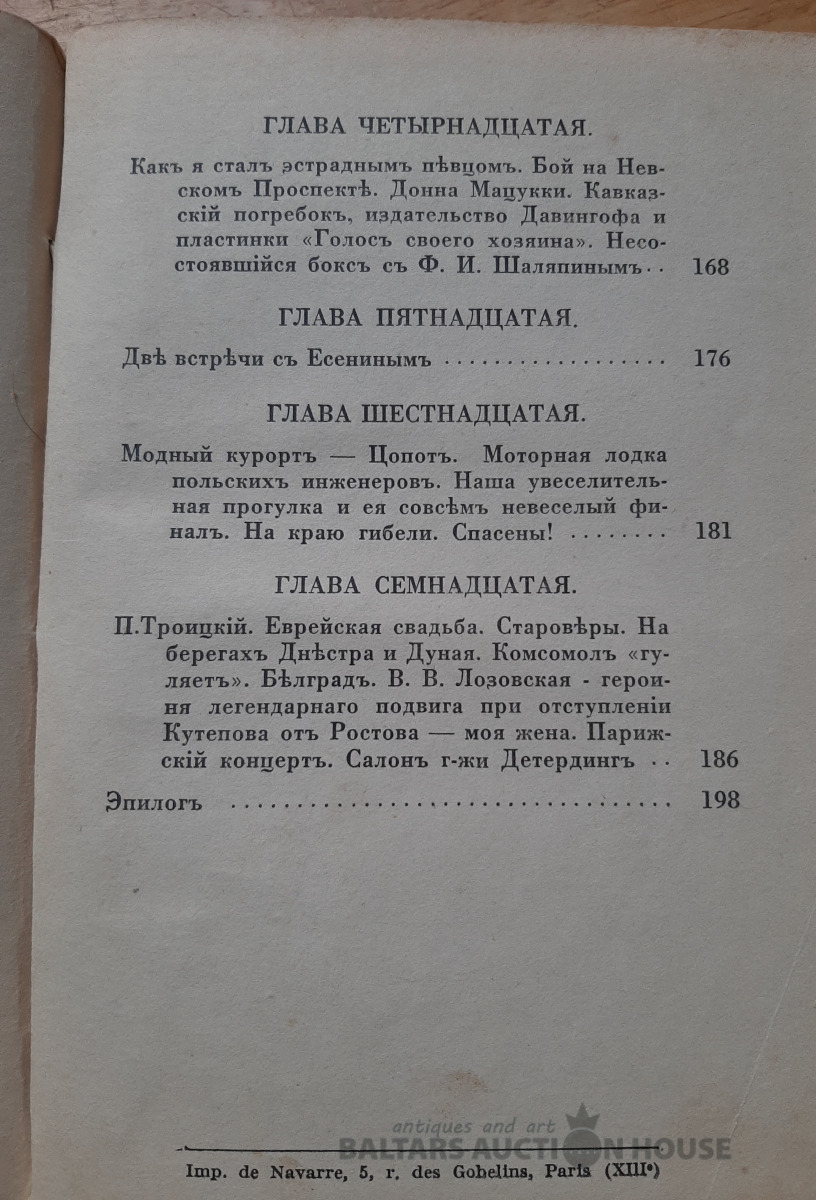 ГЛАВА ЧЕТЫРНАДЦАТАЯ.
Какъ я сталъ эстраднымъ пѣвцомъ. Бой на Нев-
скомъ Проспектѣ. Донна Мацукки. Кавказ-
скій погребокъ, издательство Давингофа и
пластинки «Голосъ своего хозяина». Несо-
стоявшійся боксъ съ Ф. И. Шаляпинымъ·· 168
ГЛАВА ПЯТНАДЦАТАЯ.
Двѣ встрѣчи съ Есенинымъ .................. 176
ГЛАВА ШЕСТНАДЦАТАЯ.
Модный курортъ — Цопотъ. Моторная лодка
польскихъ инженеровъ. Наша увеселитель-
ная прогулка и ея совсѣмъ невеселый фи-
налъ. На краю гибели. Спасены! ........ 181
ГЛАВА СЕМНАДЦАТАЯ.
П.Троицкій. Еврейская свадьба. Старовѣры. На
берегахъ Днѣстра и Дуная. Комсомолъ «гу-
ляетъ». Бѣлградъ. В. В. Лозовская - герои-
ня легендарнаго подвига при отступленіи
Кутепова отъ Ростова — моя жена. Париж-
скій концертъ. Салонъ г-жи Детердингъ ·· 186
Эпилогъ .................................. 198
antiques and art
BALTARS AUCTION HOUSE
Imp. de Navarre, 5, r. des Gobelins, Paris (XIIIe)